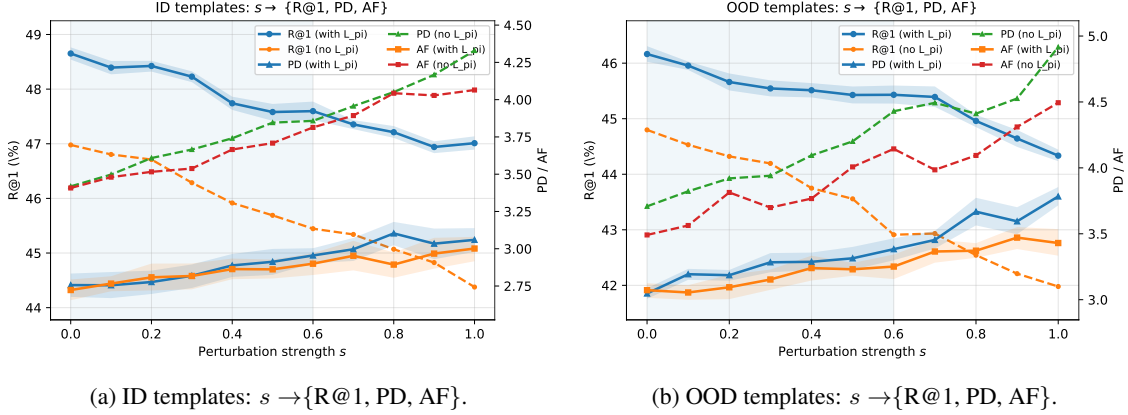 ID templates: s → {R@1, PD, AF}
R@1 (with L_pi)
R@1 (no L_pi)
PD (with L_pi)
PD (no L_pi)
AF (with L_pi)
AF (no L_pi)
49
48
47
46
45
44
R@1 (\%)
4.50
4.25
4.00
3.75
3.50
3.25
3.00
2.75
PD / AF
0.0 0.2 0.4 0.6 0.8 1.0
Perturbation strength s
(a) ID templates: s →{R@1, PD, AF}.
OOD templates: s → {R@1, PD, AF}
R@1 (with L_pi)
R@1 (no L_pi)
PD (with L_pi)
PD (no L_pi)
AF (with L_pi)
AF (no L_pi)
46
45
44
43
42
R@1 (\%)
5.0
4.5
4.0
3.5
3.0
PD / AF
0.0 0.2 0.4 0.6 0.8 1.0
Perturbation strength s
(b) OOD templates: s →{R@1, PD, AF}.